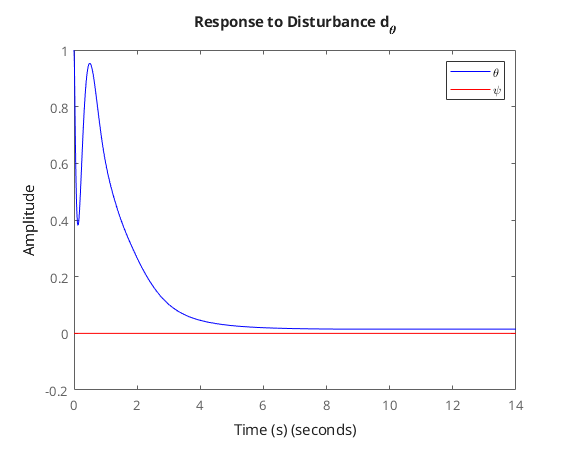 Response to Disturbance d_θ
θ
ψ
Amplitude
1
0.8
0.6
0.4
0.2
0
-0.2
0 2 4 6 8 10 12 14
Time (s) (seconds)